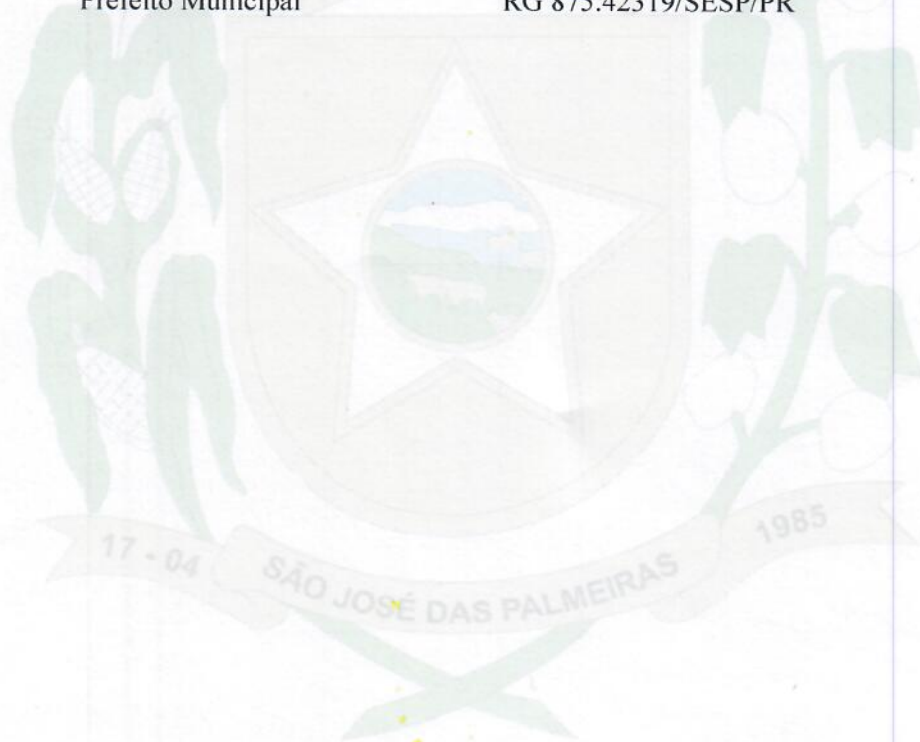 Prefeito Municipal RG 875.42319/SESP/PR
17 - 04 SÃO JOSÉ DAS PALMEIRAS 1985